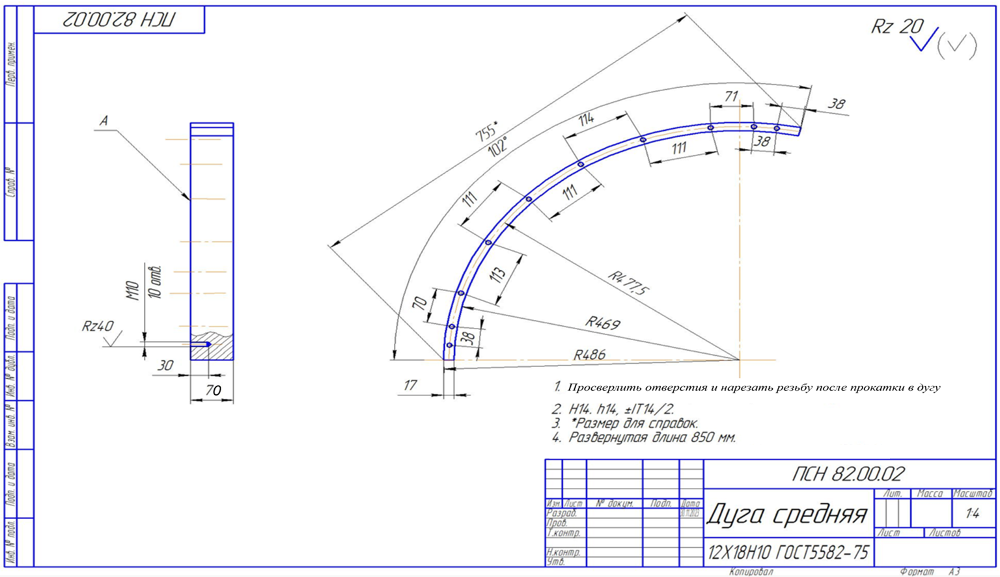 ПСН 82.00.02
Rz 20
Перв. примен.
Справ. №
Подп. и дата
Инв. № дубл.
Взам. инв. №
Подп. и дата
Инв. № подл.
А
М10
10 отв.
Rz40
30
70
755*
102°
38
70
113
111
111
114
111
71
38
38
R477,5
R469
R486
17
1. Просверлить отверстия и нарезать резьбу после прокатки в дугу
2. Н14. h14, ±IT14/2.
3. *Размер для справок.
4. Развернутая длина 850 мм.
ПСН 82.00.02
Изм. Лист № докум. Подп. Дата
Разраб.
Пров.
Т.контр.
Н.контр.
Утв.
Дуга средняя
Лит. Масса Масштаб
1:4
Лист Листов
12Х18Н10 ГОСТ5582-75
Копировал Формат А3